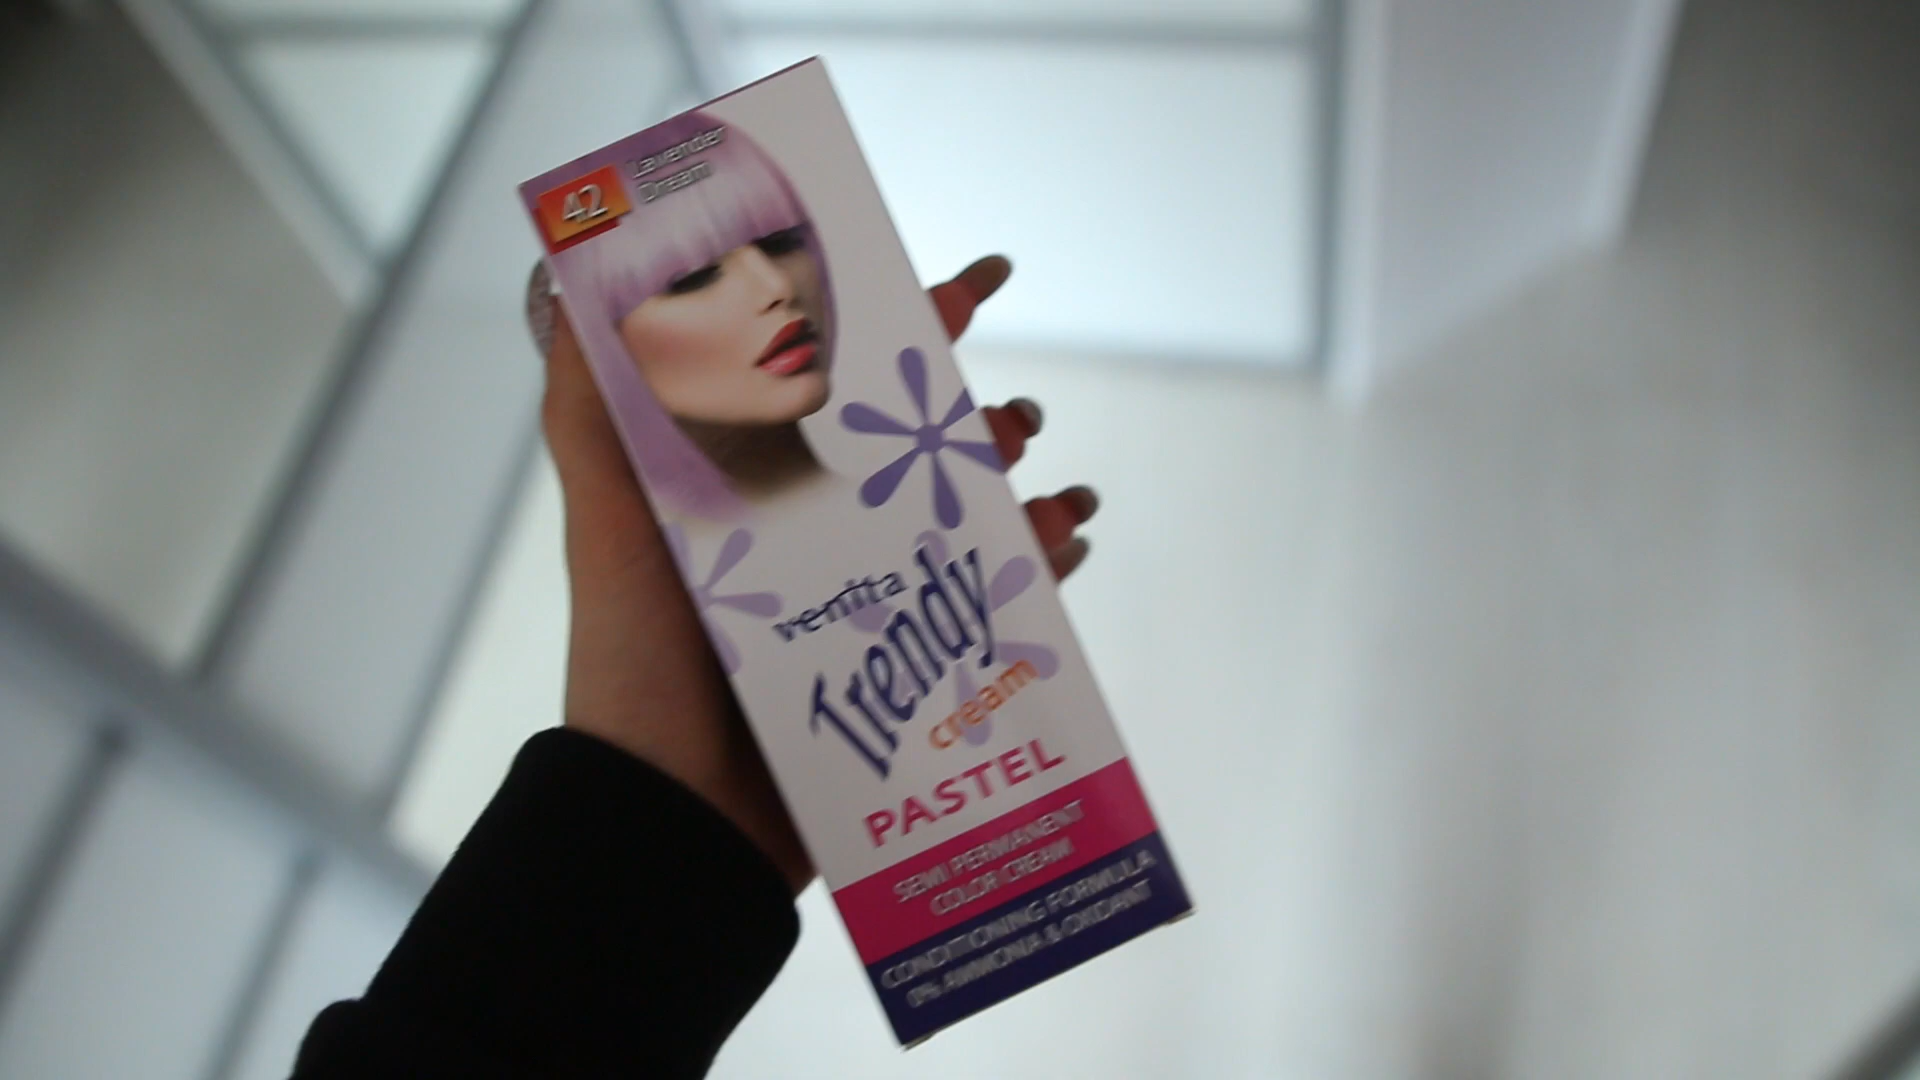 42
Lavender
Dream
venita
Trendy
cream
PASTEL
SEMI PERMANENT
COLOR CREAM
CONDITIONING FORMULA
0% AMMONIA & OXIDANT